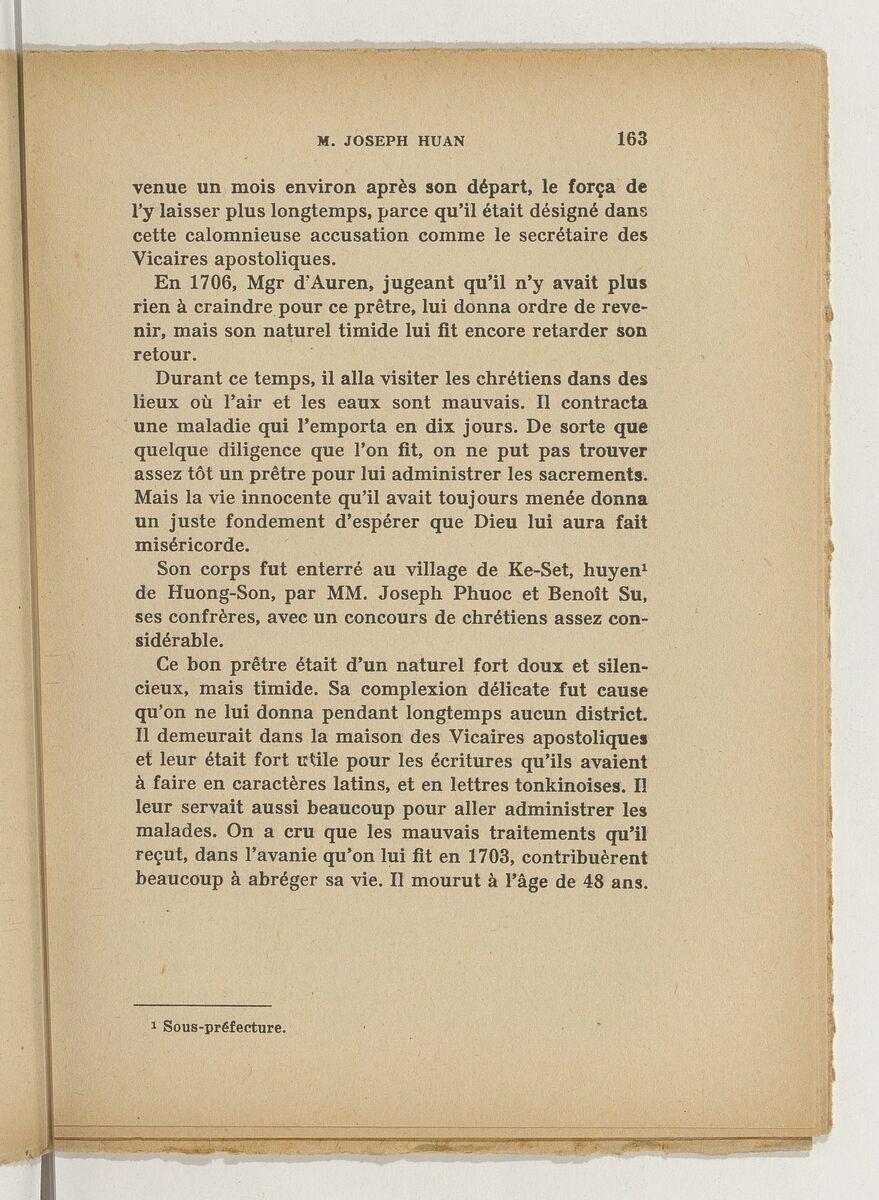 M. JOSEPH HUAN 163
venue un mois environ après son départ, le força de
l'y laisser plus longtemps, parce qu'il était désigné dans
cette calomnieuse accusation comme le secrétaire des
Vicaires apostoliques.
En 1706, Mgr d'Auren, jugeant qu'il n'y avait plus
rien à craindre pour ce prêtre, lui donna ordre de reve-
nir, mais son naturel timide lui fit encore retarder son
retour.
Durant ce temps, il alla visiter les chrétiens dans des
lieux où l'air et les eaux sont mauvais. Il contracta
une maladie qui l'emporta en dix jours. De sorte que
quelque diligence que l'on fit, on ne put pas trouver
assez tôt un prêtre pour lui administrer les sacrements.
Mais la vie innocente qu'il avait toujours menée donna
un juste fondement d'espérer que Dieu lui aura fait
miséricorde.
Son corps fut enterré au village de Ke-Set, huyen¹
de Huong-Son, par MM. Joseph Phuoc et Benoît Su,
ses confrères, avec un concours de chrétiens assez con-
sidérable.
Ce bon prêtre était d'un naturel fort doux et silen-
cieux, mais timide. Sa complexion délicate fut cause
qu'on ne lui donna pendant longtemps aucun district.
Il demeurait dans la maison des Vicaires apostoliques
et leur était fort utile pour les écritures qu'ils avaient
à faire en caractères latins, et en lettres tonkinoises. Il
leur servait aussi beaucoup pour aller administrer les
malades. On a cru que les mauvais traitements qu'il
reçut, dans l'avanie qu'on lui fit en 1703, contribuèrent
beaucoup à abréger sa vie. Il mourut à l'âge de 48 ans.
¹ Sous-préfecture.